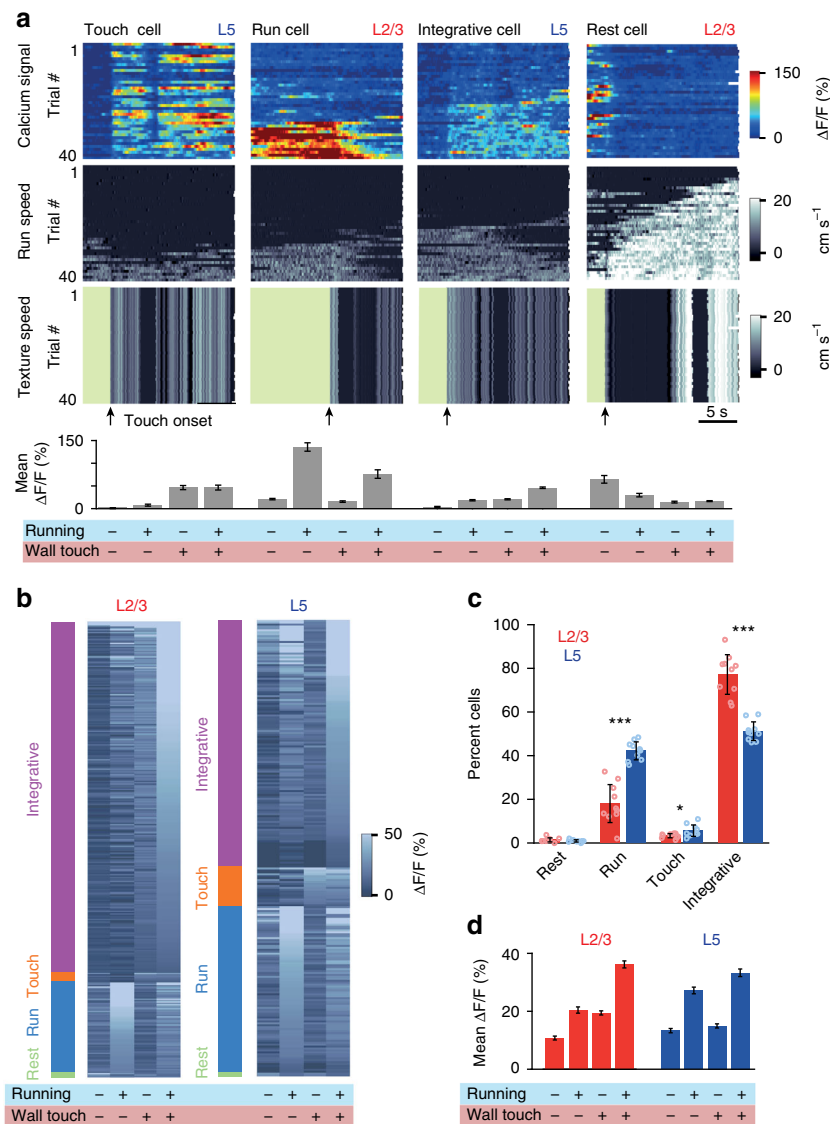 a
Touch cell L5 Run cell L2/3 Integrative cell L5 Rest cell L2/3
Calcium signal
Trial #
1
40
150
0
ΔF/F (%)
Run speed
Trial #
1
40
20
0
cm s⁻¹
Texture speed
Trial #
1
40
20
0
cm s⁻¹
Touch onset
5 s
Mean
ΔF/F (%)
150
0
Running – + – + – + – + – + – + – + – +
Wall touch – – + + – – + + – – + + – – + +
b
L2/3 L5
Integrative
Touch
Run
Rest
Integrative
Touch
Run
Rest
50
0
ΔF/F (%)
Running – + – + – + – +
Wall touch – – + + – – + +
c
Percent cells
100
80
60
40
20
0
L2/3
L5
***
*
***
Rest Run Touch Integrative
d
L2/3 L5
Mean ΔF/F (%)
40
20
0
Running – + – + – + – +
Wall touch – – + + – – + +